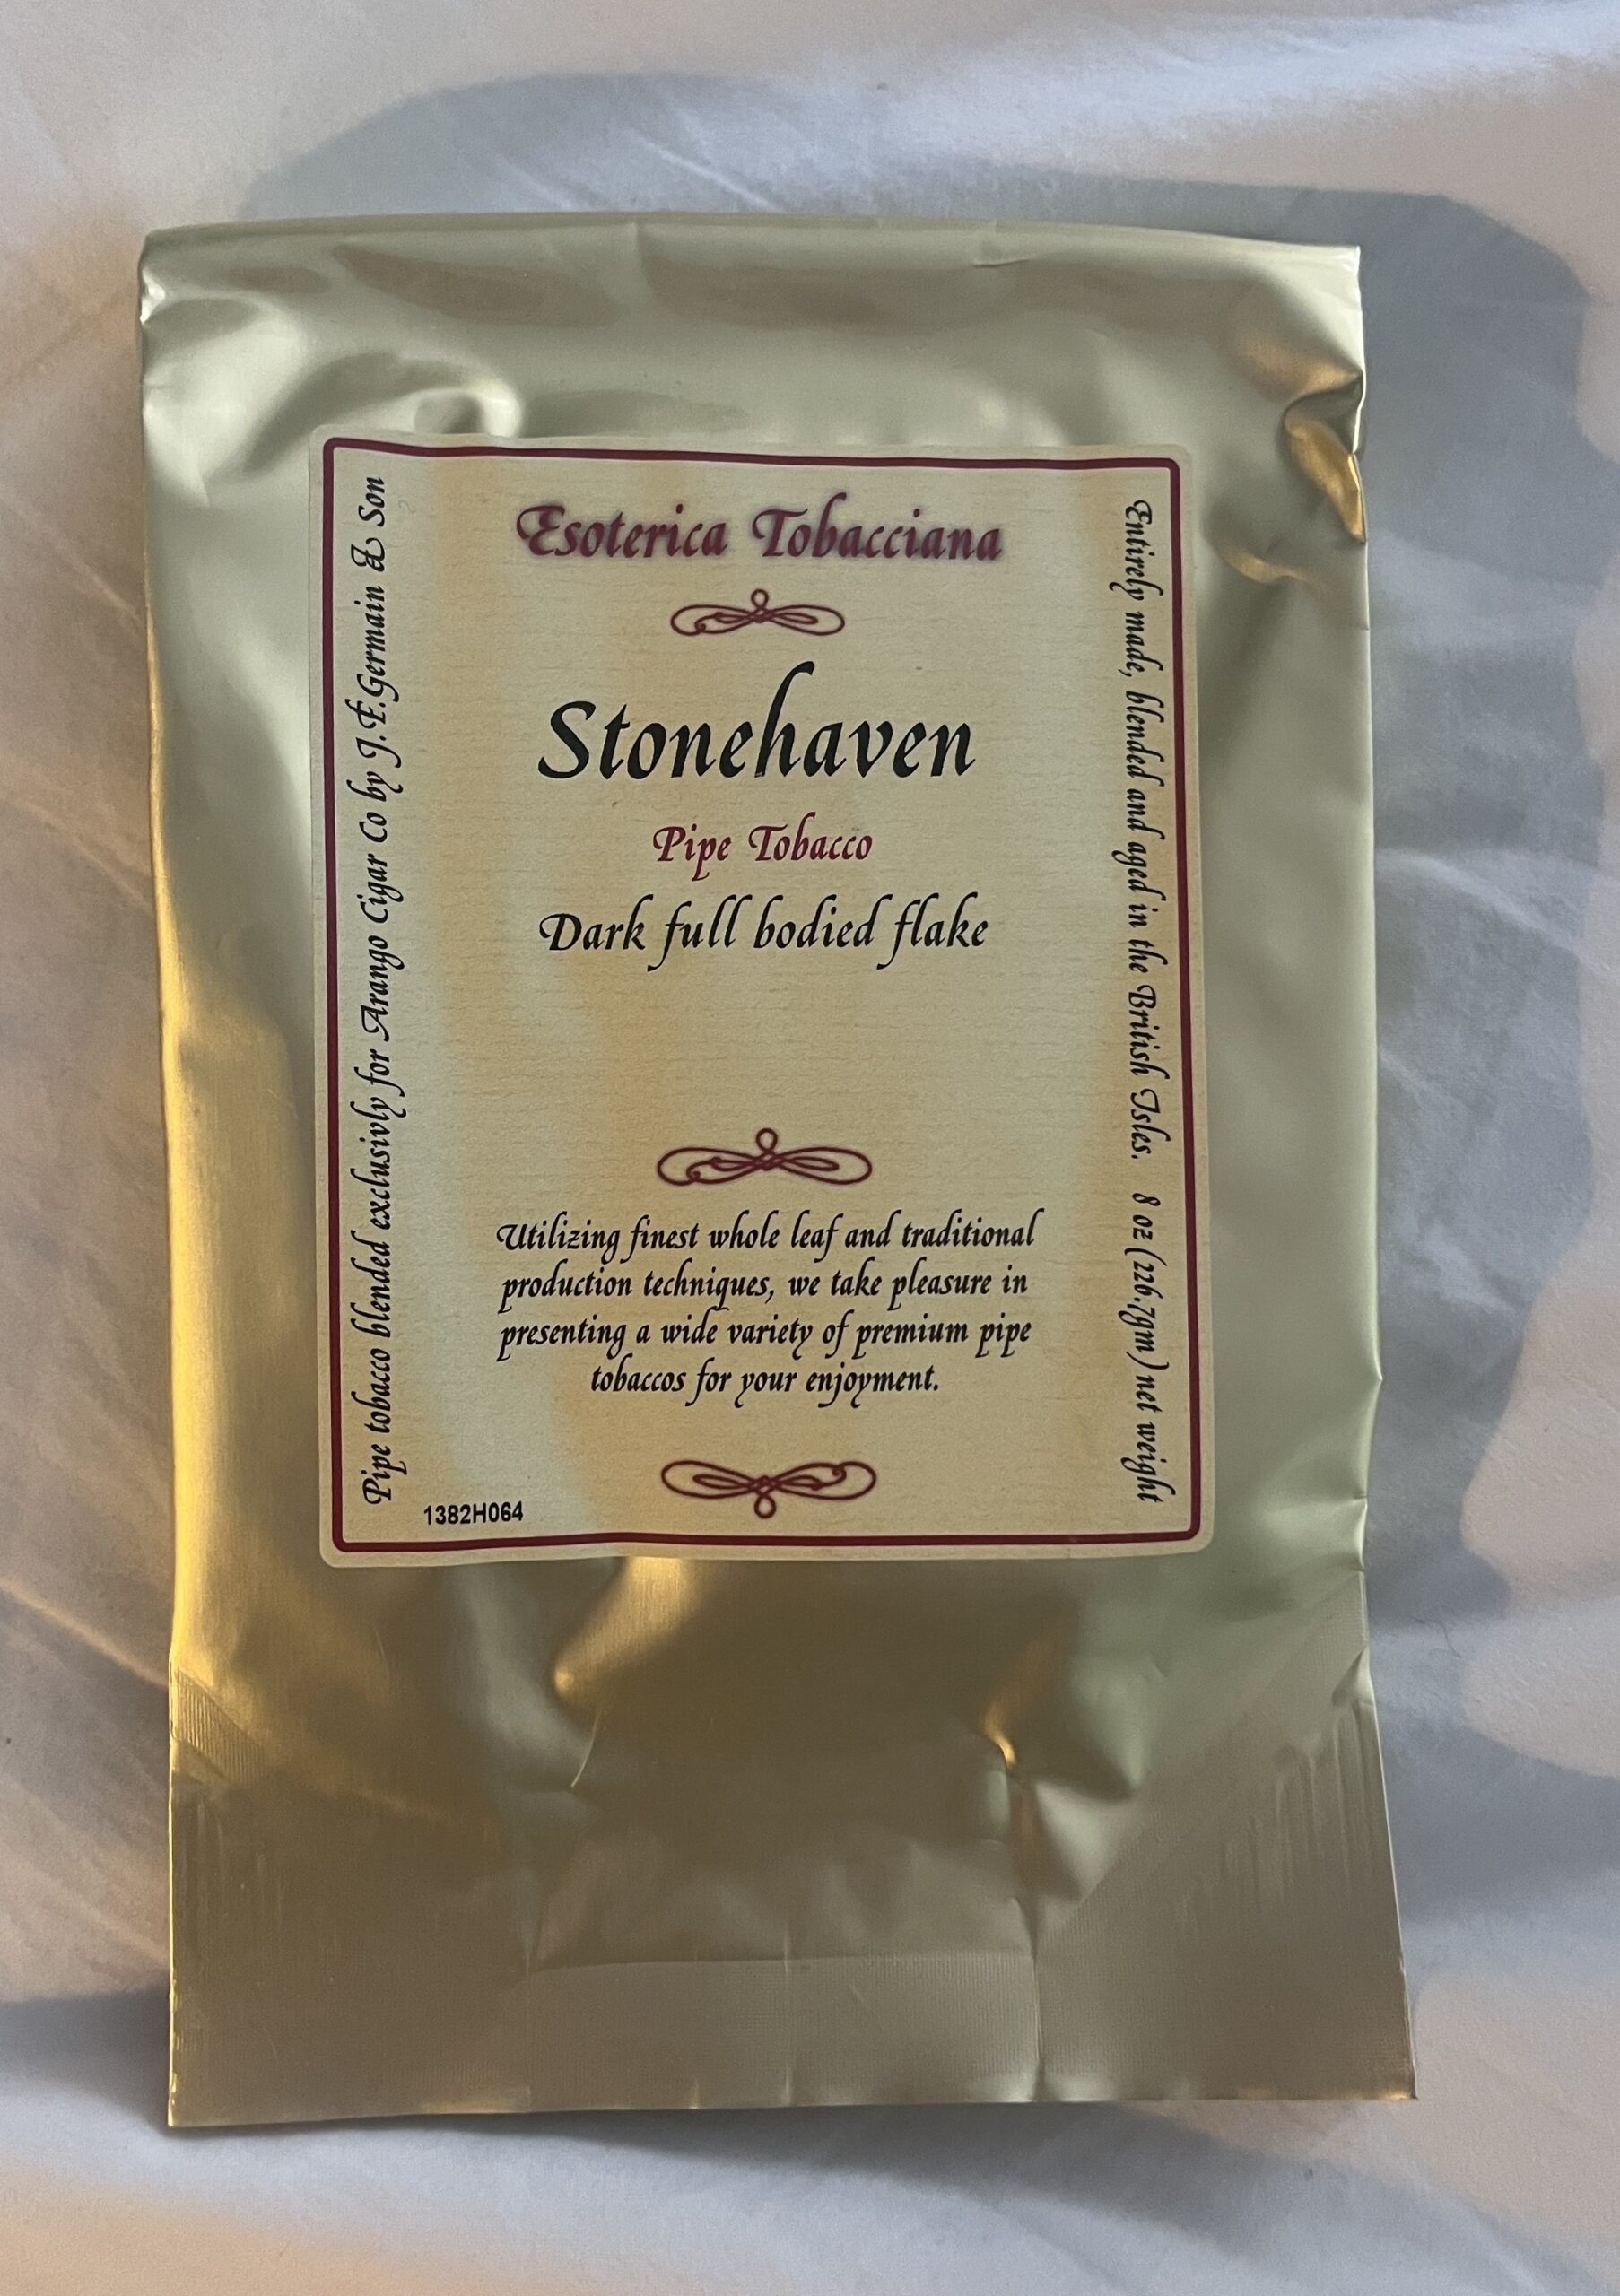 Esoterica Tobacciana
Stonehaven
Pipe Tobacco
Dark full bodied flake
Utilizing finest whole leaf and traditional
production techniques, we take pleasure in
presenting a wide variety of premium pipe
tobaccos for your enjoyment.
1382H064
Pipe tobacco blended exclusivly for Arango Cigar Co by J.F.Germain & Son
Entirely made, blended and aged in the British Isles. 8 oz (226.7gm) net weight